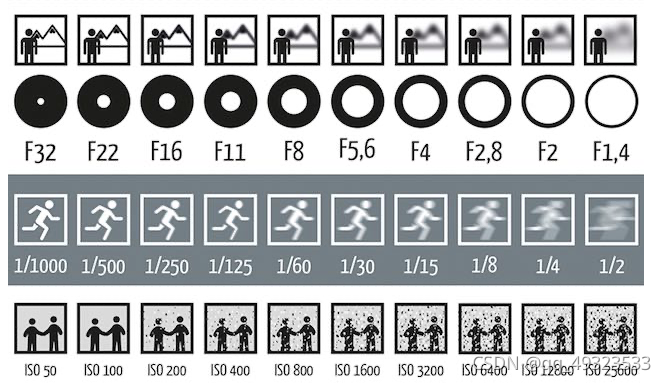 F32 F22 F16 F11 F8 F5,6 F4 F2,8 F2 F1,4
1/1000 1/500 1/250 1/125 1/60 1/30 1/15 1/8 1/4 1/2
ISO 50 ISO 100 ISO 200 ISO 400 ISO 800 ISO 1600 ISO 3200 ISO 6400 ISO 12800 ISO 25600
CSDN @qq_49323533